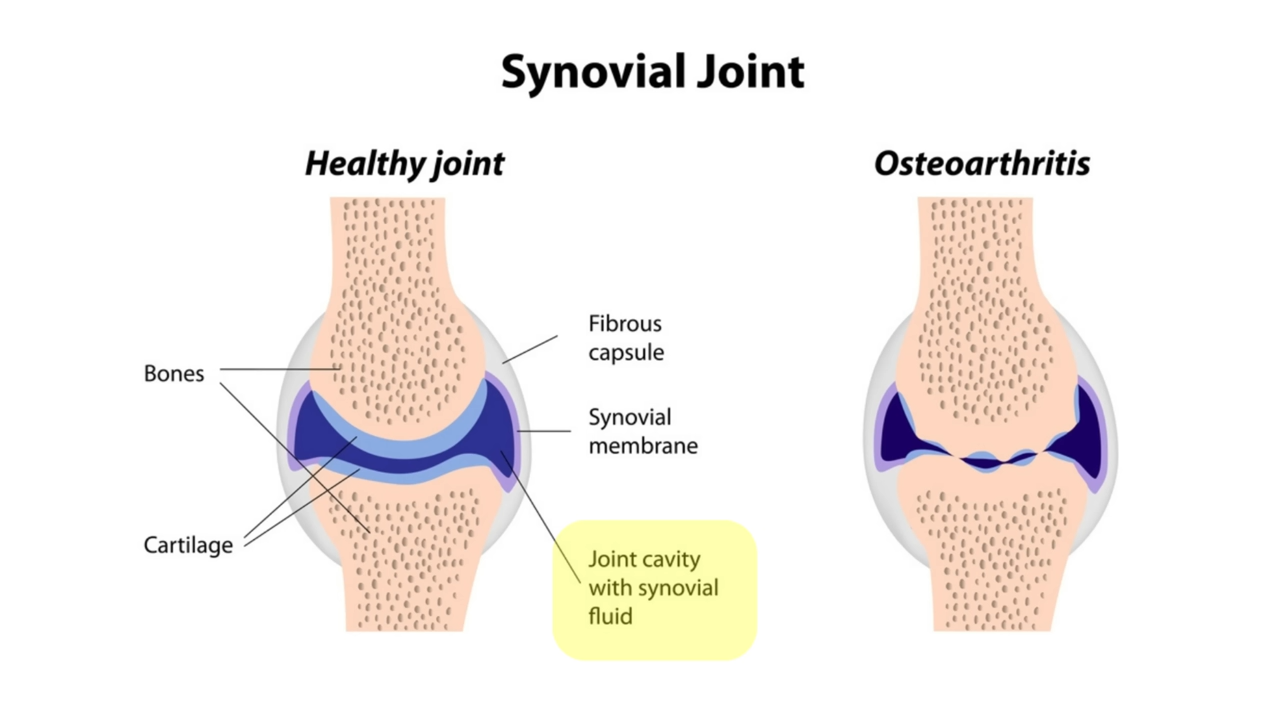 Synovial Joint
Healthy joint
Osteoarthritis
Fibrous
capsule
Bones
Synovial
membrane
Cartilage
Joint cavity
with synovial
fluid